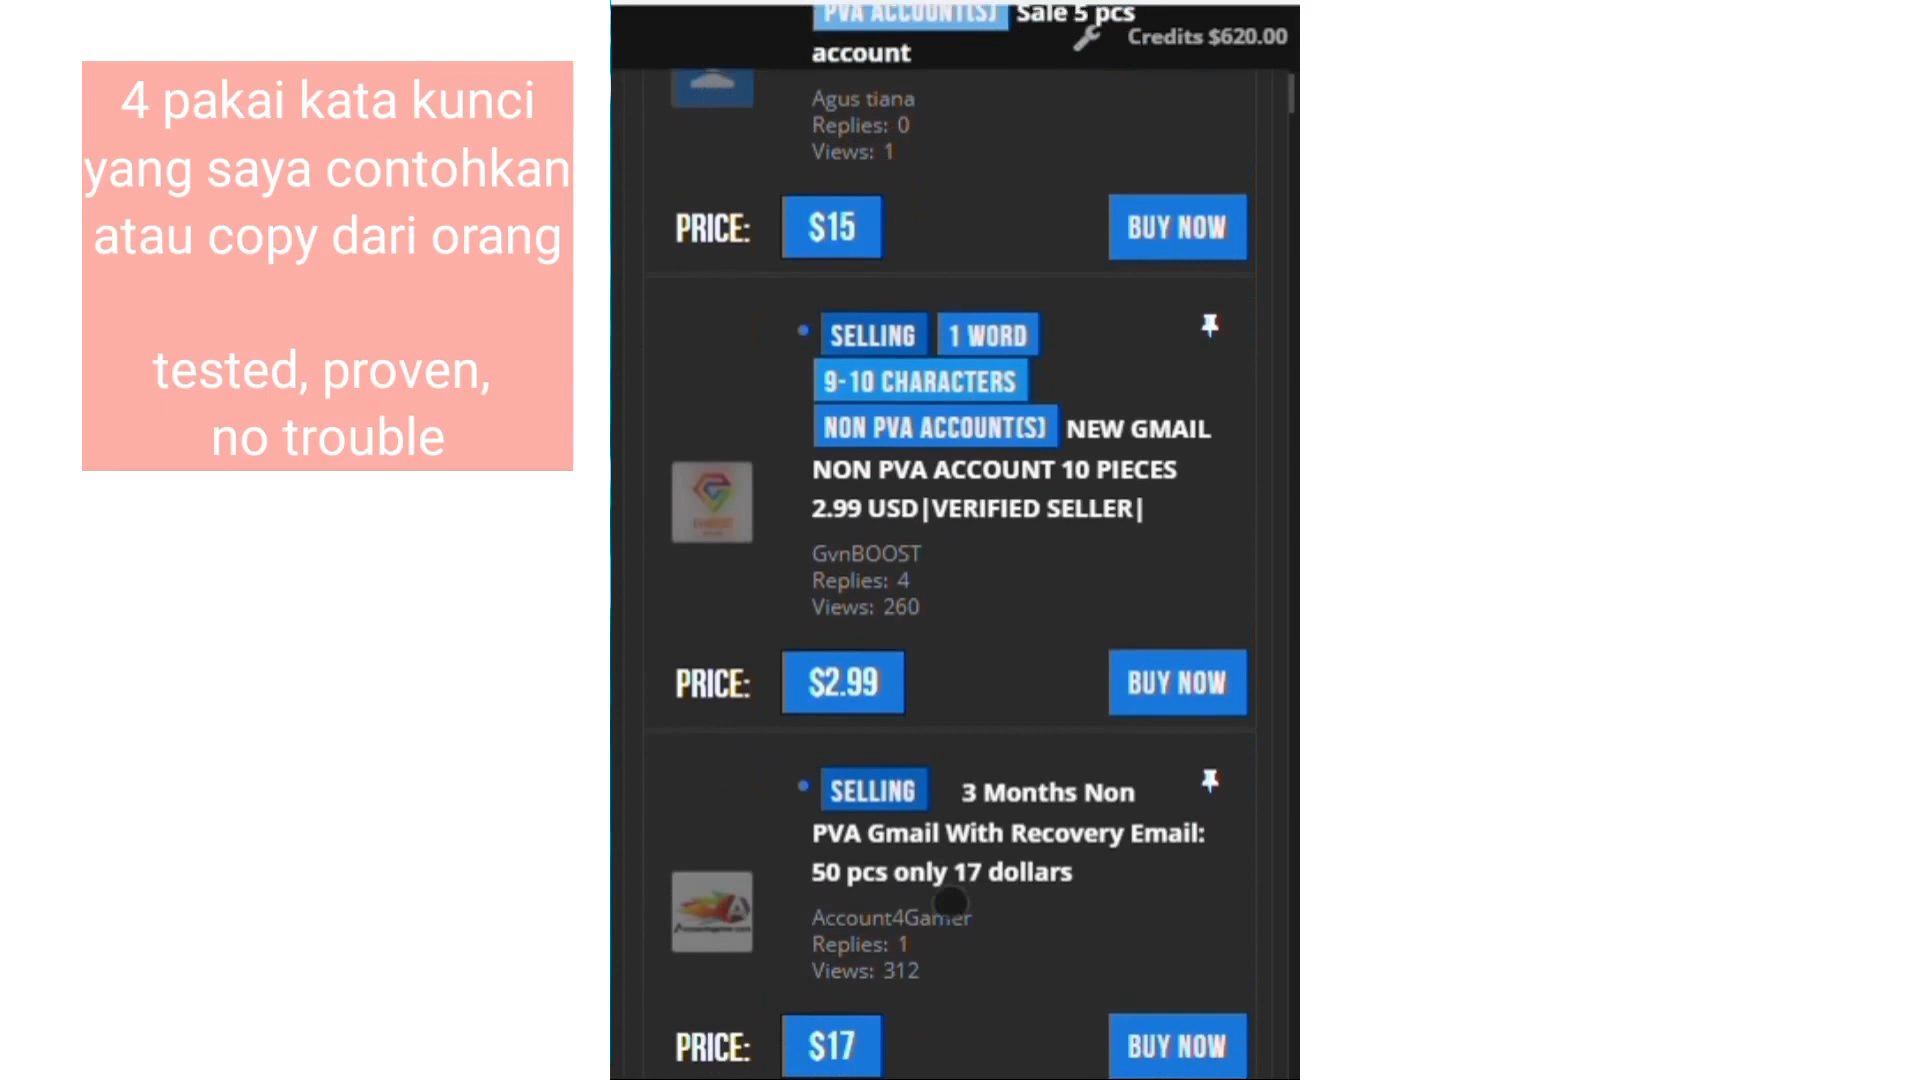 4 pakai kata kunci
yang saya contohkan
atau copy dari orang
tested, proven,
no trouble
PVA ACCOUNT(S) Sale 5 pcs
account
Credits $620.00
Agus tiana
Replies: 0
Views: 1
PRICE: $15 BUY NOW
SELLING 1 WORD
9-10 CHARACTERS
NON PVA ACCOUNT(S) NEW GMAIL
NON PVA ACCOUNT 10 PIECES
2.99 USD|VERIFIED SELLER|
GvnBOOST
Replies: 4
Views: 260
PRICE: $2.99 BUY NOW
SELLING 3 Months Non
PVA Gmail With Recovery Email:
50 pcs only 17 dollars
Account4Gamer
Replies: 1
Views: 312
PRICE: $17 BUY NOW